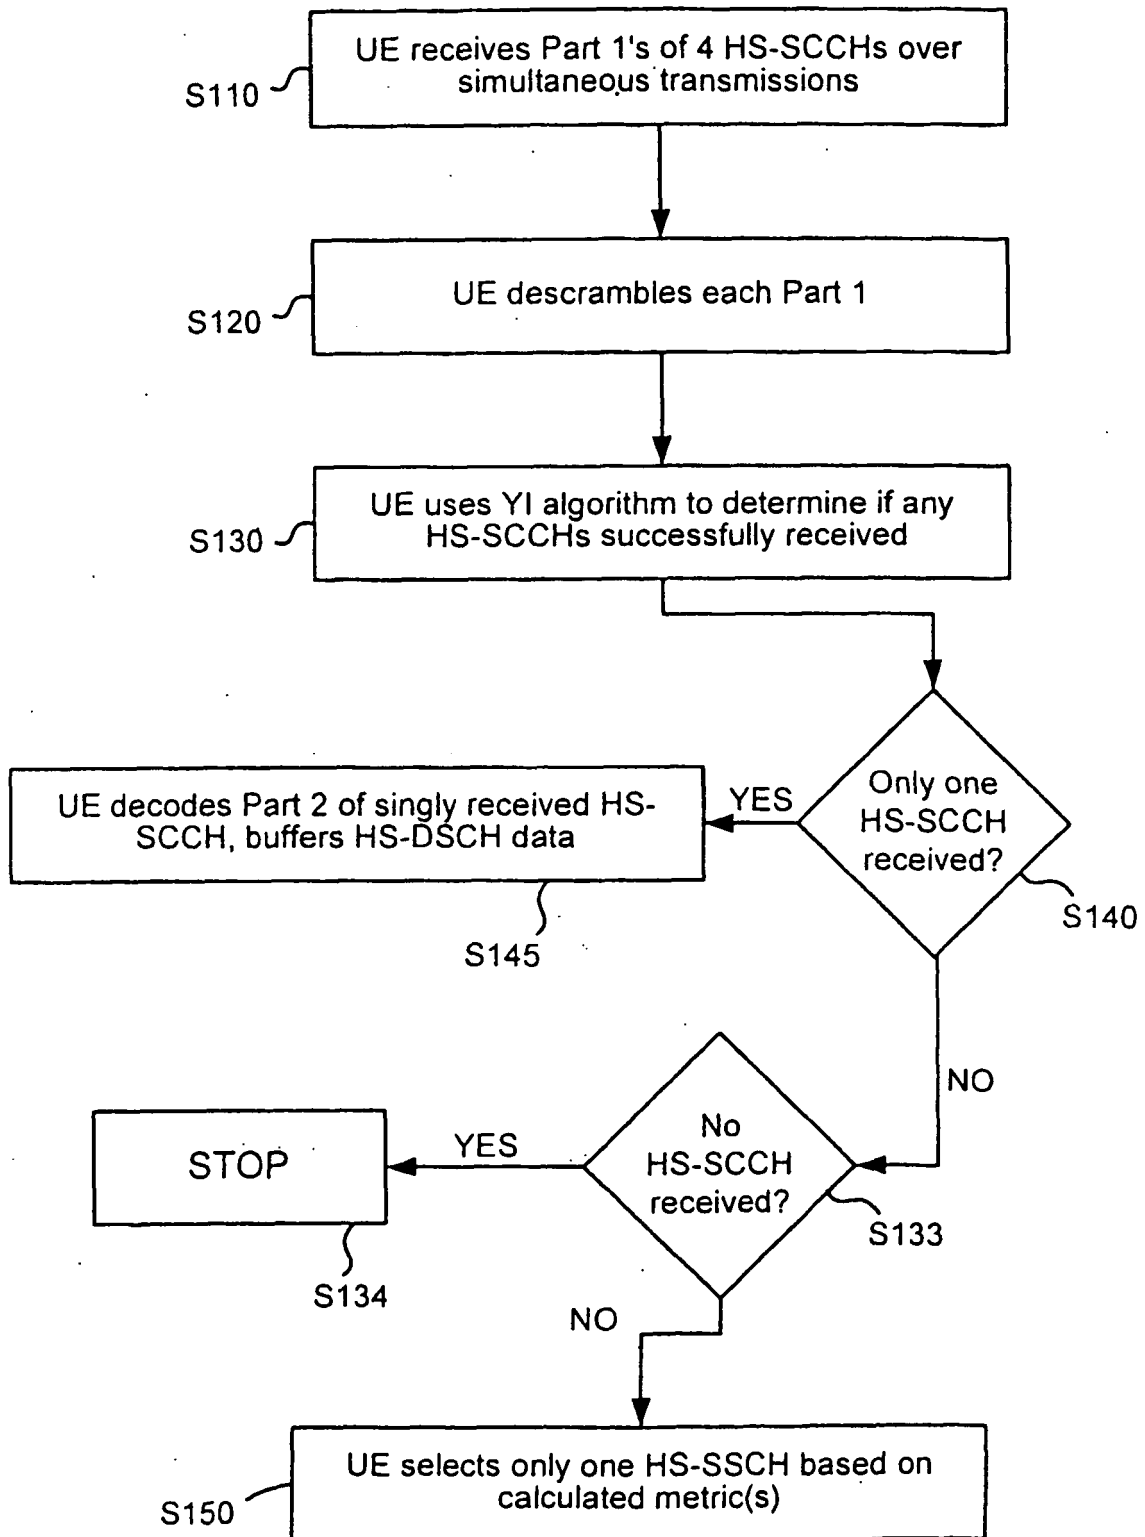 UE receives Part 1's of 4 HS-SCCHs over
simultaneous transmissions
S110
UE descrambles each Part 1
S120
UE uses YI algorithm to determine if any
HS-SCCHs successfully received
S130
Only one
HS-SCCH
received?
S140
YES
UE decodes Part 2 of singly received HS-
SCCH, buffers HS-DSCH data
S145
NO
No
HS-SCCH
received?
S133
YES
STOP
S134
NO
UE selects only one HS-SSCH based on
calculated metric(s)
S150